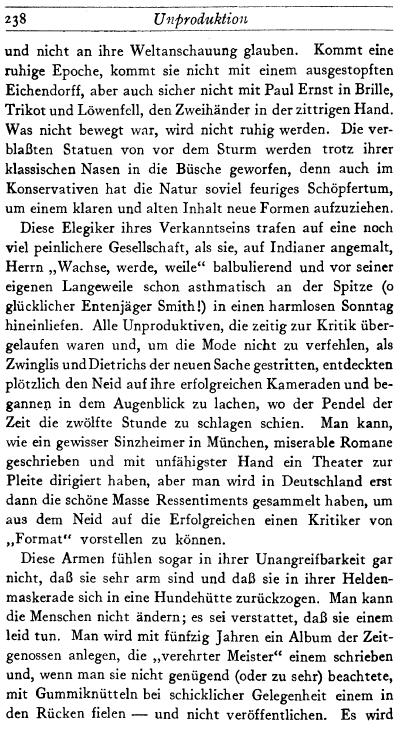 238 Unproduktion
und nicht an ihre Weltanschauung glauben. Kommt eine
ruhige Epoche, kommt sie nicht mit einem ausgestopften
Eichendorff, aber auch sicher nicht mit Paul Ernst in Brille,
Trikot und Löwenfell, den Zweihänder in der zittrigen Hand.
Was nicht bewegt war, wird nicht ruhig werden. Die ver-
blaßten Statuen von vor dem Sturm werden trotz ihrer
klassischen Nasen in die Büsche geworfen, denn auch im
Konservativen hat die Natur soviel feuriges Schöpfertum,
um einem klaren und alten Inhalt neue Formen aufzuziehen.
Diese Elegiker ihres Verkanntseins trafen auf eine noch
viel peinlichere Gesellschaft, als sie, auf Indianer angemalt,
Herrn „Wachse, werde, weile“ balbulierend und vor seiner
eigenen Langeweile schon asthmatisch an der Spitze (o
glücklicher Entenjäger Smith!) in einen harmlosen Sonntag
hineinliefen. Alle Unproduktiven, die zeitig zur Kritik über-
gelaufen waren und, um die Mode nicht zu verfehlen, als
Zwinglis und Dietrichs der neuen Sache gestritten, entdeckten
plötzlich den Neid auf ihre erfolgreichen Kameraden und be-
gannen in dem Augenblick zu lachen, wo der Pendel der
Zeit die zwölfte Stunde zu schlagen schien. Man kann,
wie ein gewisser Sinzheimer in München, miserable Romane
geschrieben und mit unfähigster Hand ein Theater zur
Pleite dirigiert haben, aber man wird in Deutschland erst
dann die schöne Masse Ressentiments gesammelt haben, um
aus dem Neid auf die Erfolgreichen einen Kritiker von
„Format“ vorstellen zu können.
Diese Armen fühlen sogar in ihrer Unangreifbarkeit gar
nicht, daß sie sehr arm sind und daß sie in ihrer Helden-
maskerade sich in eine Hundehütte zurückzogen. Man kann
die Menschen nicht ändern; es sei verstattet, daß sie einem
leid tun. Man wird mit fünfzig Jahren ein Album der Zeit-
genossen anlegen, die „verehrter Meister“ einem schrieben
und, wenn man sie nicht genügend (oder zu sehr) beachtete,
mit Gummiknütteln bei schicklicher Gelegenheit einem in
den Rücken fielen — und nicht veröffentlichen. Es wird